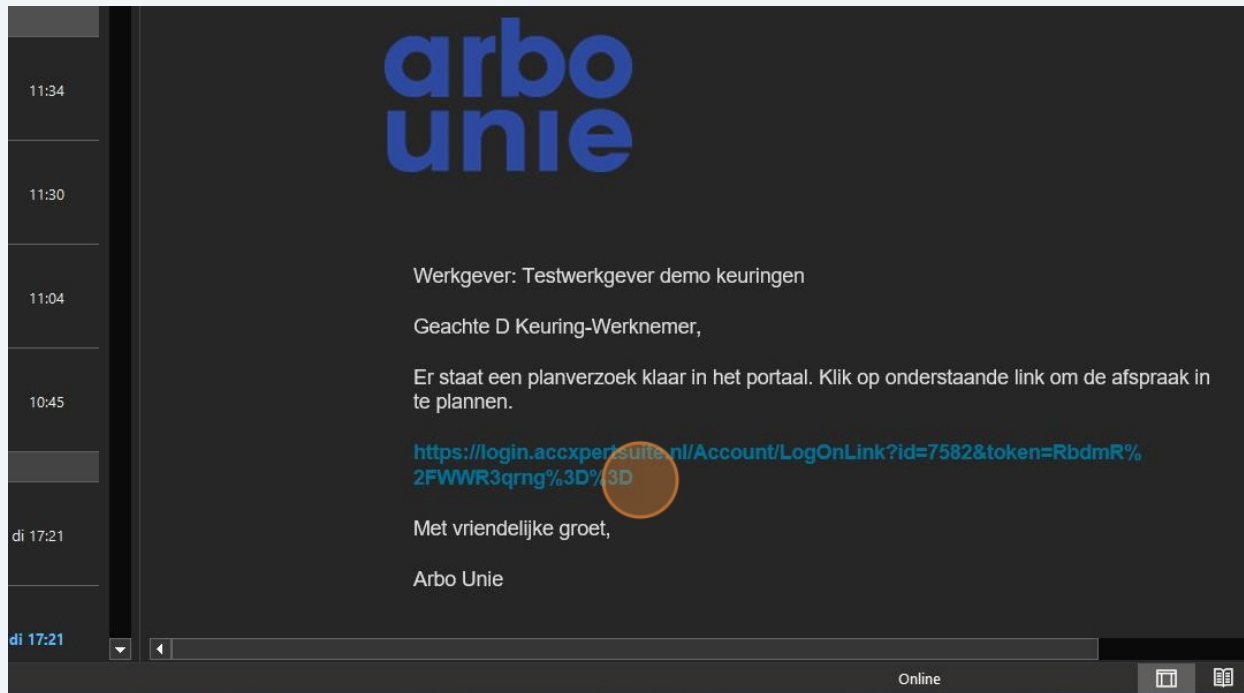 arbo
unie
11:34
11:30
11:04
10:45
di 17:21
di 17:21
Werkgever: Testwerkgever demo keuringen
Geachte D Keuring-Werknemer,
Er staat een planverzoek klaar in het portaal. Klik op onderstaande link om de afspraak in
te plannen.
https://login.accxpertsuite.nl/Account/LogOnLink?id=7582&token=RbdmR%
2FWWR3qrng%3D%3D
Met vriendelijke groet,
Arbo Unie
Online